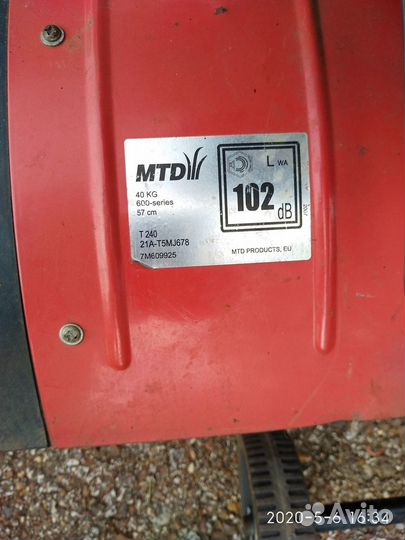 MTD
40 KG
600-series
57 cm
T 240
21A-T5MJ678
7M609925
L WA
102
dB
MTD PRODUCTS, EU
2020-5-6 16:34
Avito